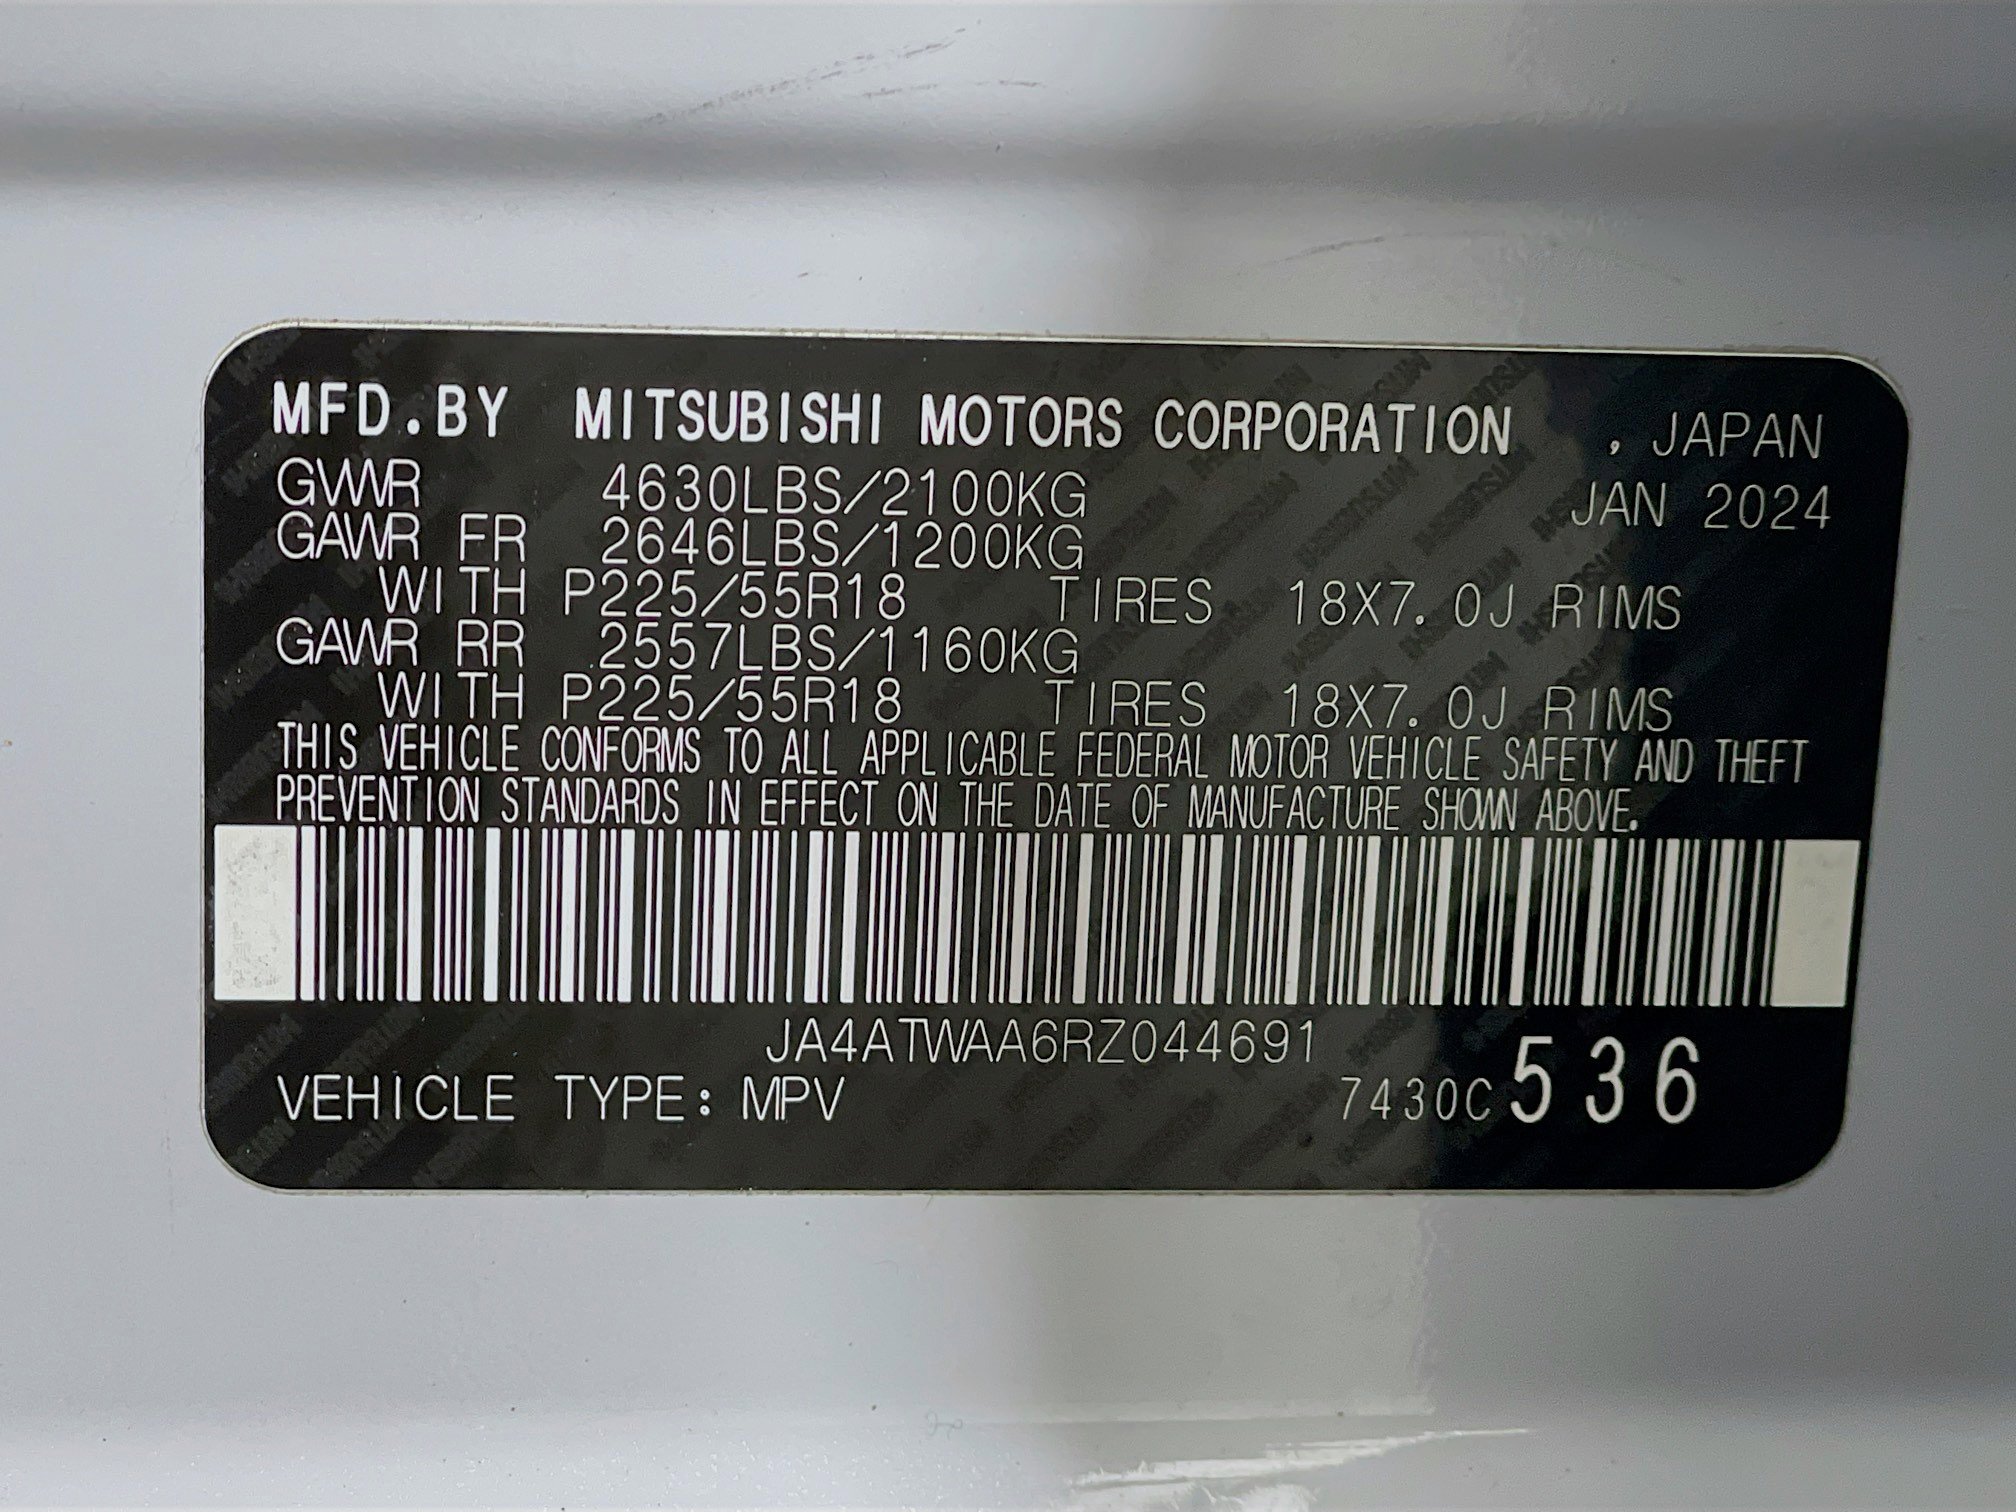 MFD.BY MITSUBISHI MOTORS CORPORATION , JAPAN
GVWR 4630LBS/2100KG JAN 2024
GAWR FR 2646LBS/1200KG
WITH P225/55R18 TIRES 18X7.0J RIMS
GAWR RR 2557LBS/1160KG
WITH P225/55R18 TIRES 18X7.0J RIMS
THIS VEHICLE CONFORMS TO ALL APPLICABLE FEDERAL MOTOR VEHICLE SAFETY AND THEFT
PREVENTION STANDARDS IN EFFECT ON THE DATE OF MANUFACTURE SHOWN ABOVE.
JA4ATWAA6RZ044691
VEHICLE TYPE: MPV 7430C 536